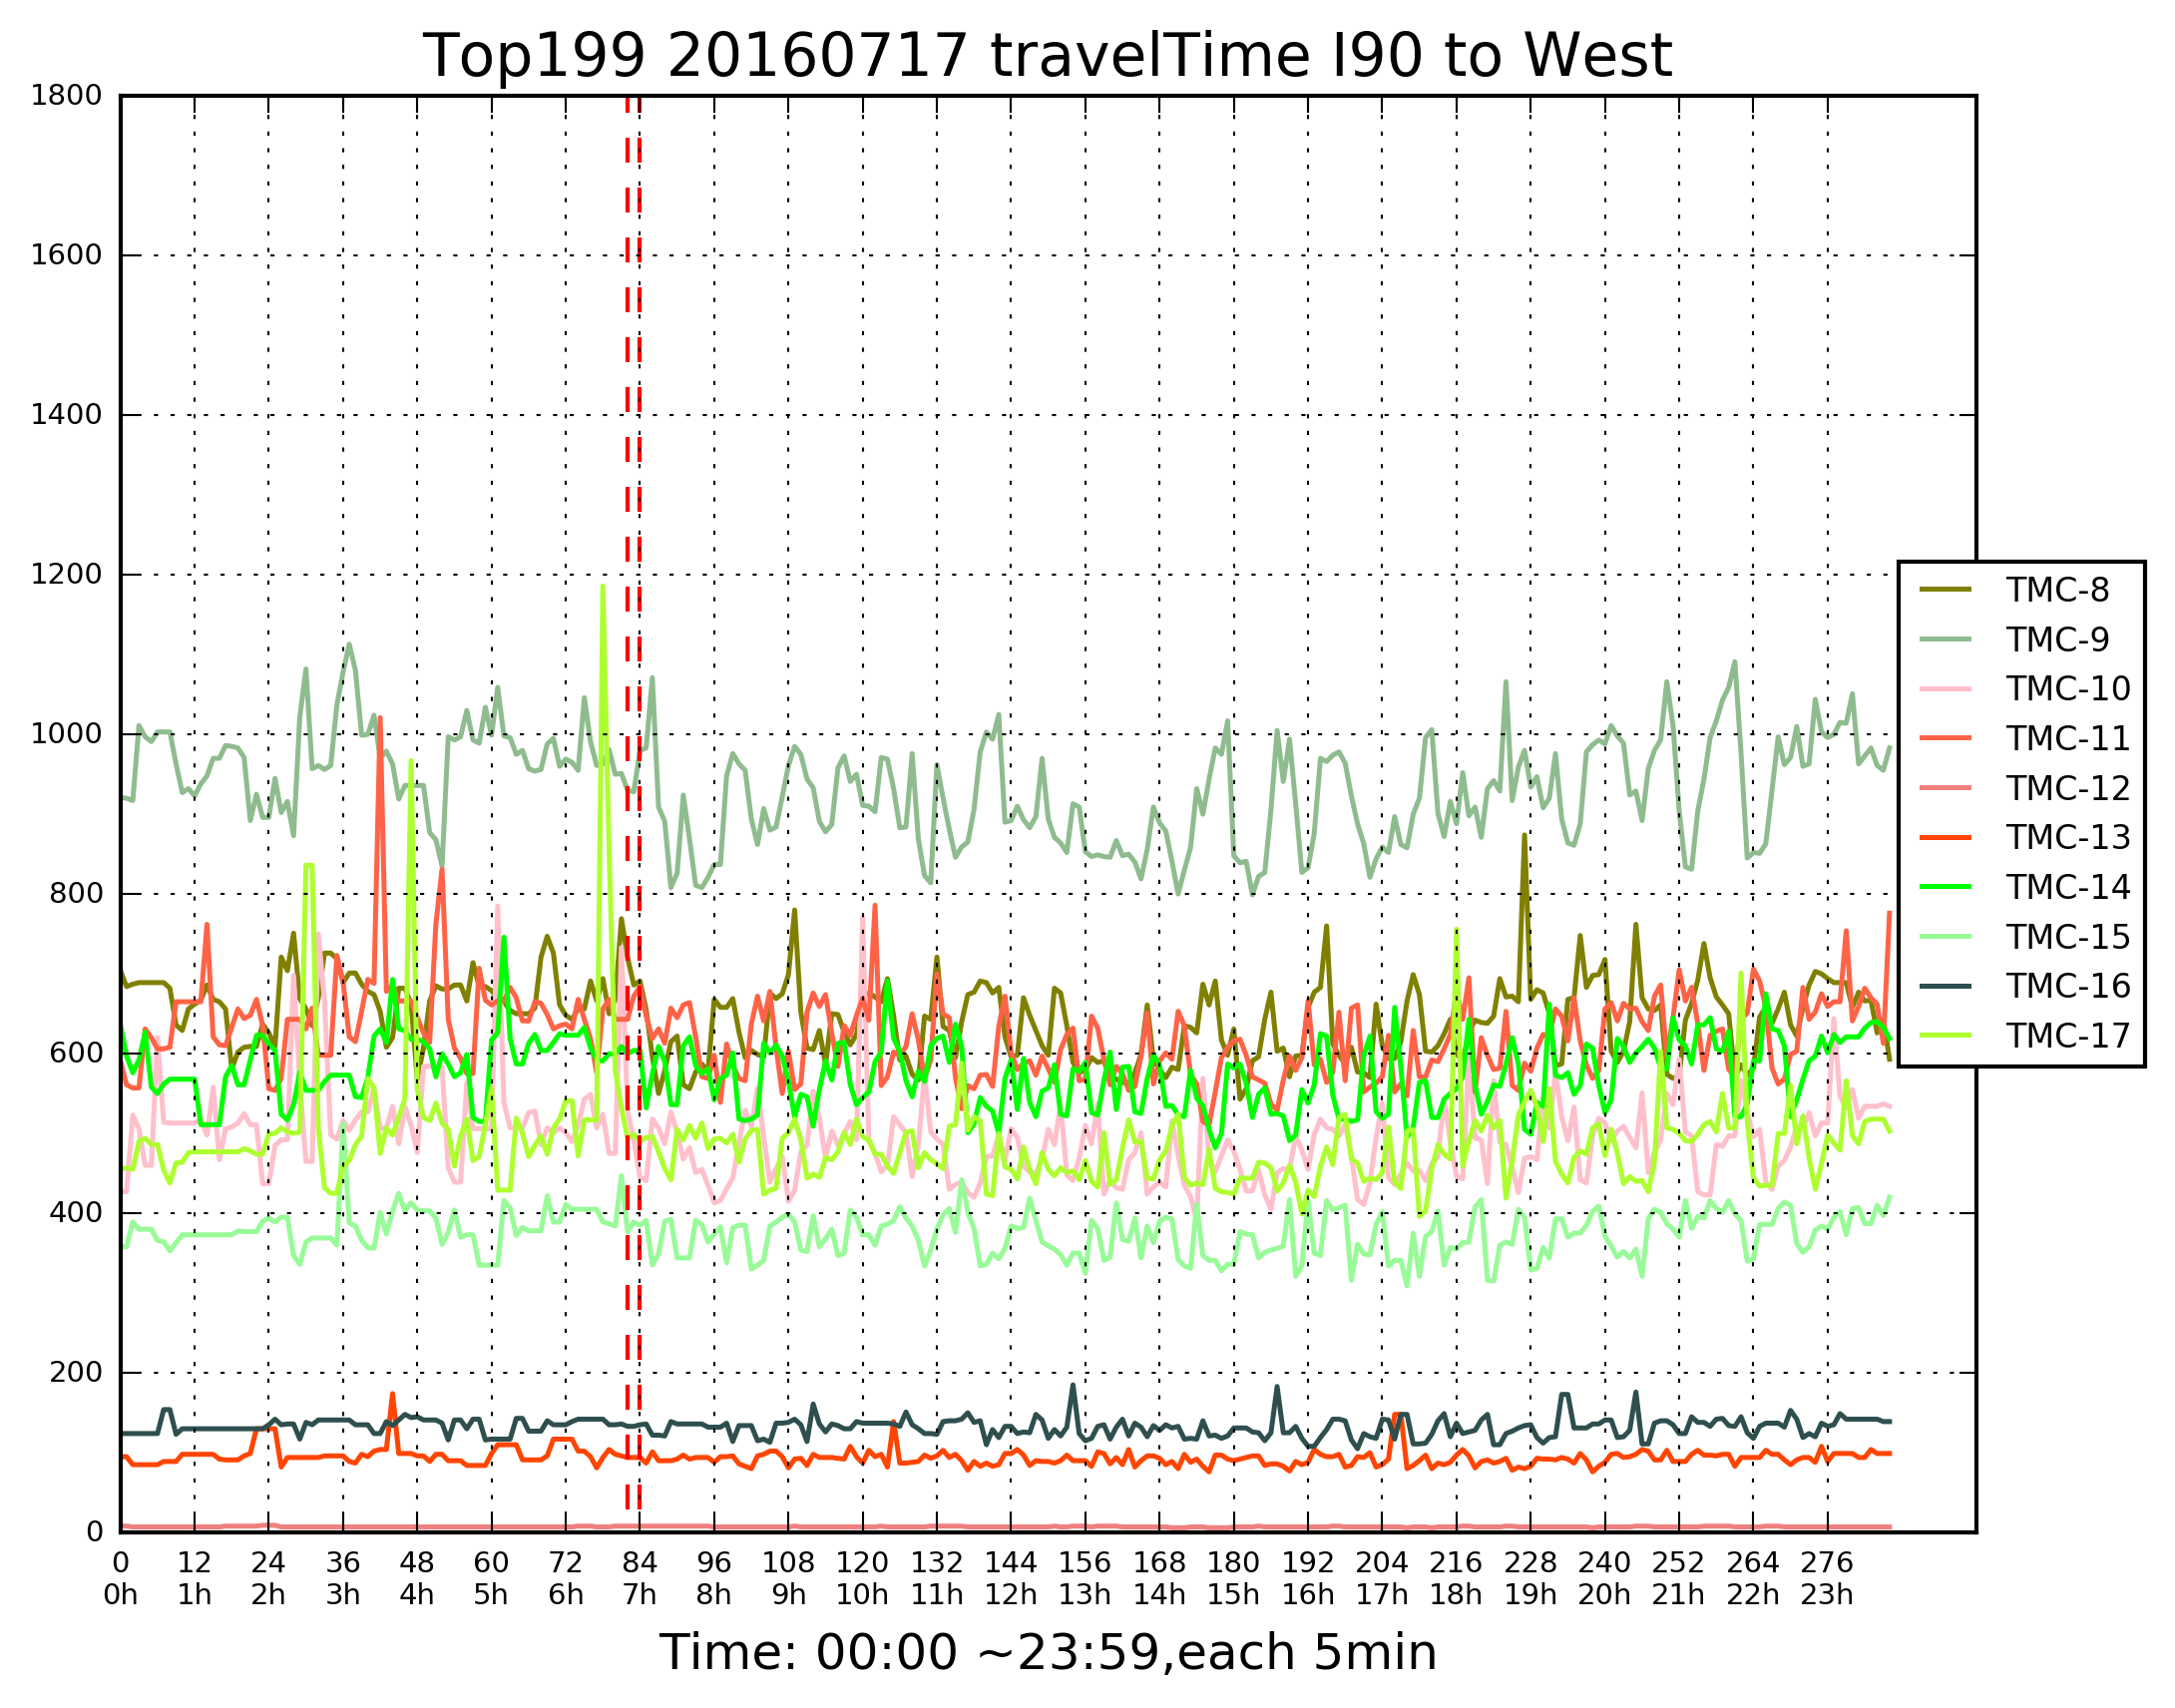 Top199 20160717 travelTime I90 to West
1800
1600
1400
1200
1000
800
600
400
200
0
TMC-8
TMC-9
TMC-10
TMC-11
TMC-12
TMC-13
TMC-14
TMC-15
TMC-16
TMC-17
0 12 24 36 48 60 72 84 96 108 120 132 144 156 168 180 192 204 216 228 240 252 264 276
0h 1h 2h 3h 4h 5h 6h 7h 8h 9h 10h 11h 12h 13h 14h 15h 16h 17h 18h 19h 20h 21h 22h 23h
Time: 00:00 ~23:59,each 5min